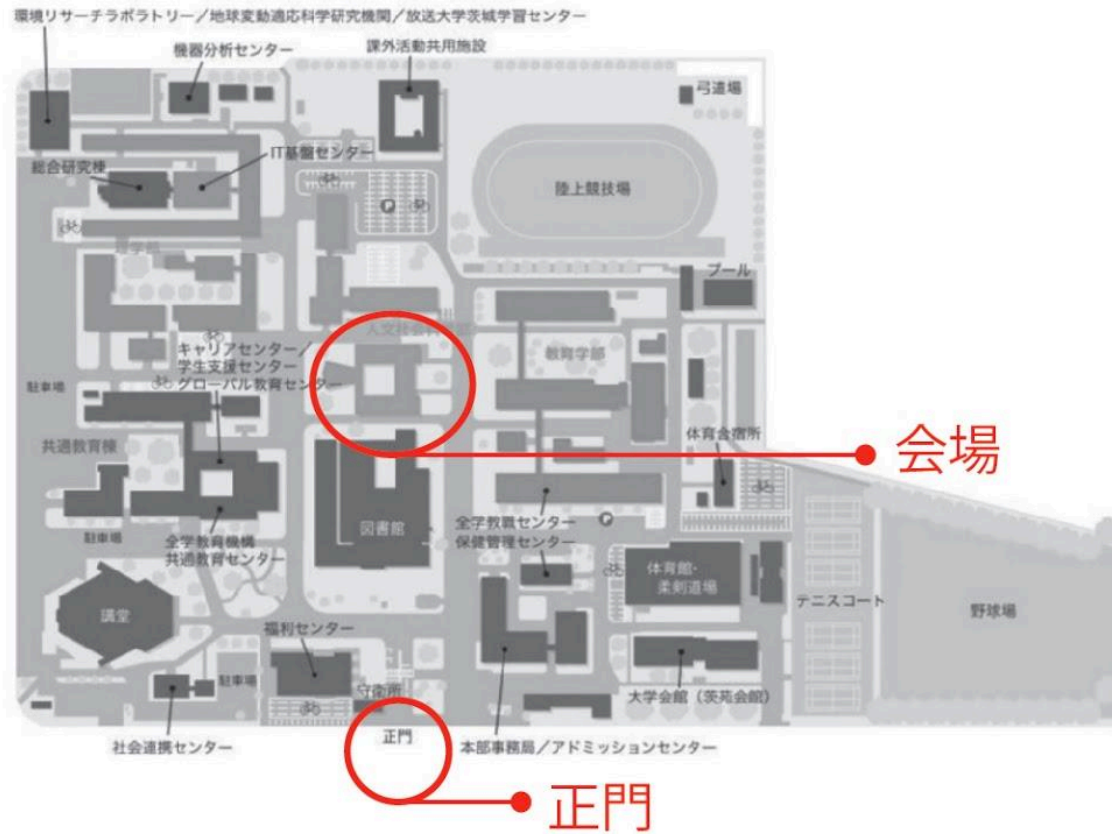 環境リサーチラボラトリー／地球変動適応科学研究機関／放送大学茨城学習センター
機器分析センター
課外活動共用施設
弓道場
総合研究棟
IT基盤センター
陸上競技場
理学部
プール
人文社会科学部
教育学部
キャリアセンター／
学生支援センター
グローバル教育センター
駐車場
共通教育棟
体育合宿所
会場
図書館
全学教職センター
保健管理センター
駐車場
全学教育機構
共通教育センター
体育館・
柔剣道場
テニスコート
野球場
講堂
福利センター
駐車場
守衛所
大学会館（茨苑会館）
社会連携センター
正門
本部事務局／アドミッションセンター
正門